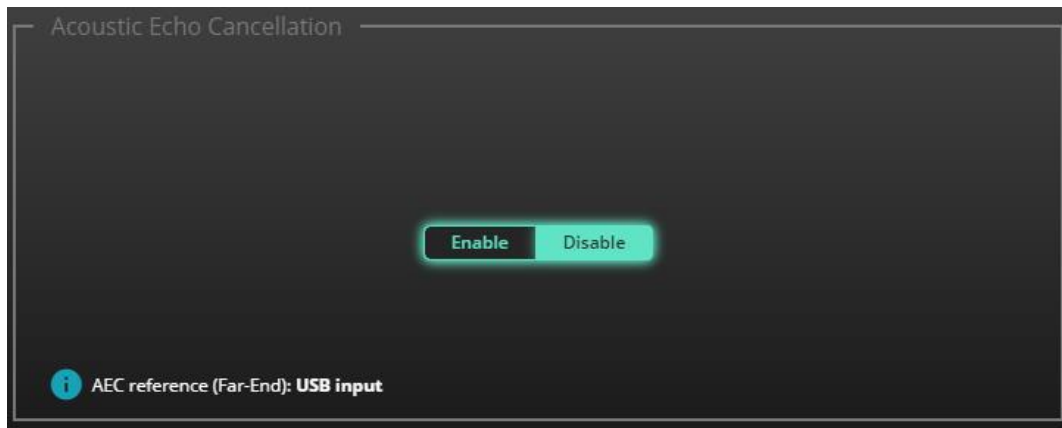 Acoustic Echo Cancellation
Enable Disable
i AEC reference (Far-End): USB input